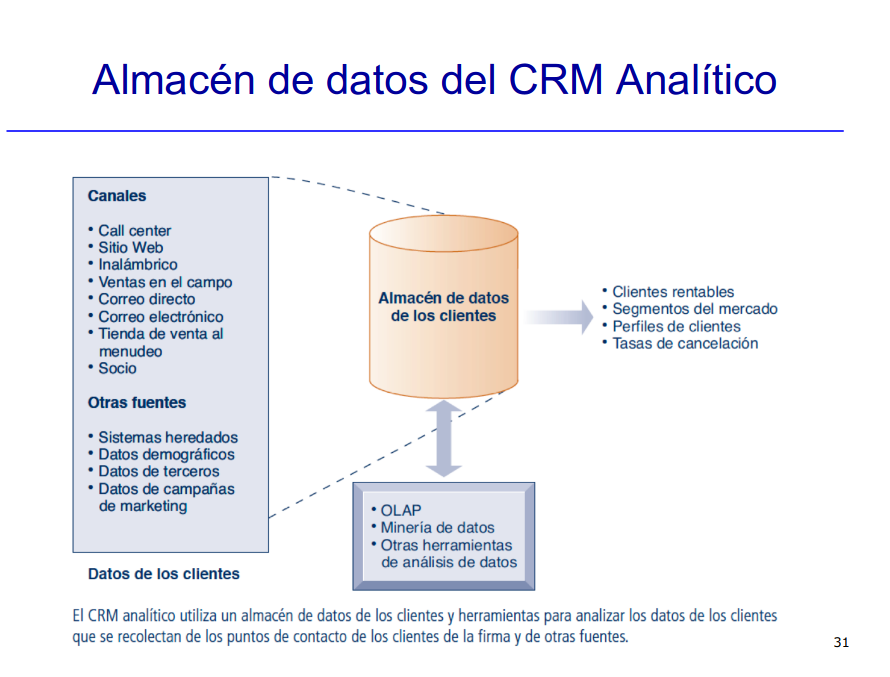 Almacén de datos del CRM Analítico
Canales
• Call center
• Sitio Web
• Inalámbrico
• Ventas en el campo
• Correo directo
• Correo electrónico
• Tienda de venta al
menudeo
• Socio
Otras fuentes
• Sistemas heredados
• Datos demográficos
• Datos de terceros
• Datos de campañas
de marketing
Datos de los clientes
Almacén de datos
de los clientes
• Clientes rentables
• Segmentos del mercado
• Perfiles de clientes
• Tasas de cancelación
• OLAP
• Minería de datos
• Otras herramientas
de análisis de datos
El CRM analítico utiliza un almacén de datos de los clientes y herramientas para analizar los datos de los clientes
que se recolectan de los puntos de contacto de los clientes de la firma y de otras fuentes.
31